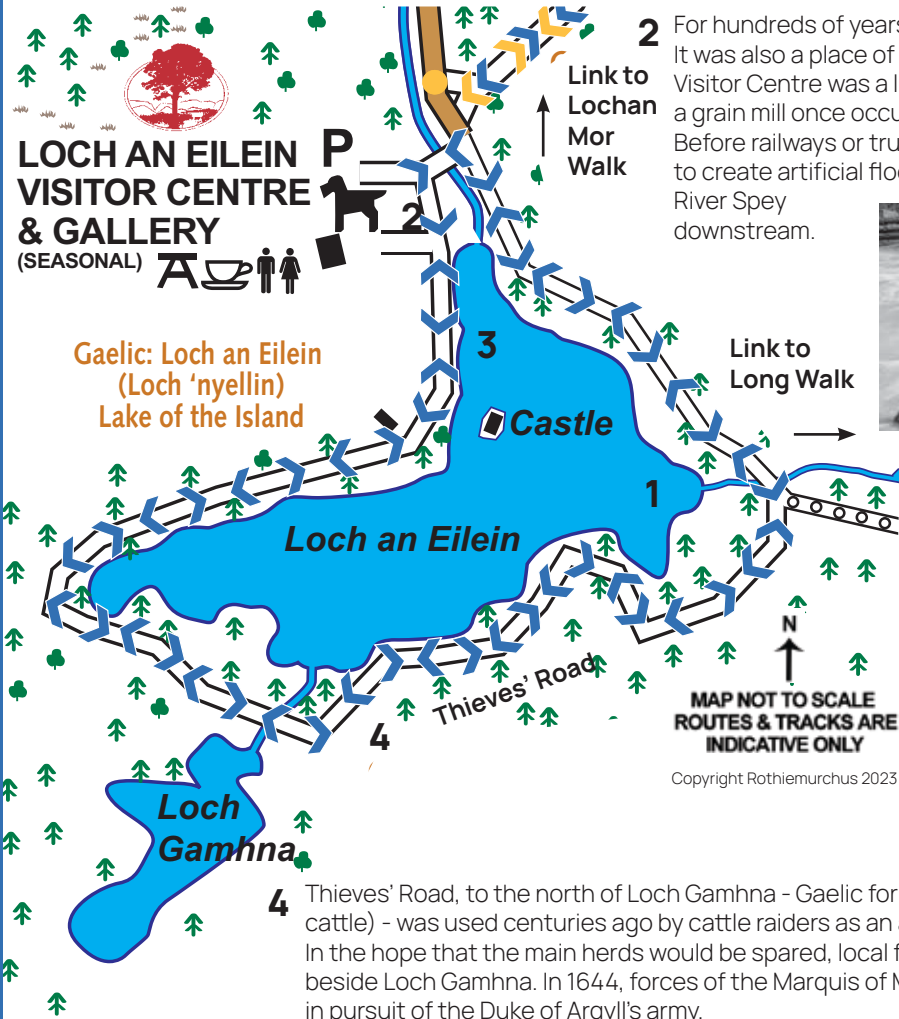 LOCH AN EILEIN
VISITOR CENTRE
& GALLERY
(SEASONAL)
P
2
Link to
Lochan
Mor
Walk
2 For hundreds of years
It was also a place of
Visitor Centre was a l
a grain mill once occu
Before railways or tru
to create artificial floo
River Spey
downstream.
Gaelic: Loch an Eilein
(Loch ‘nyellin)
Lake of the Island
3
Castle
Link to
Long Walk
1
Loch an Eilein
Thieves’ Road
4
N
MAP NOT TO SCALE
ROUTES & TRACKS ARE
INDICATIVE ONLY
Copyright Rothiemurchus 2023
Loch
Gamhna
4 Thieves’ Road, to the north of Loch Gamhna - Gaelic for
cattle) - was used centuries ago by cattle raiders as an a
In the hope that the main herds would be spared, local f
beside Loch Gamhna. In 1644, forces of the Marquis of M
in pursuit of the Duke of Argyll’s army.